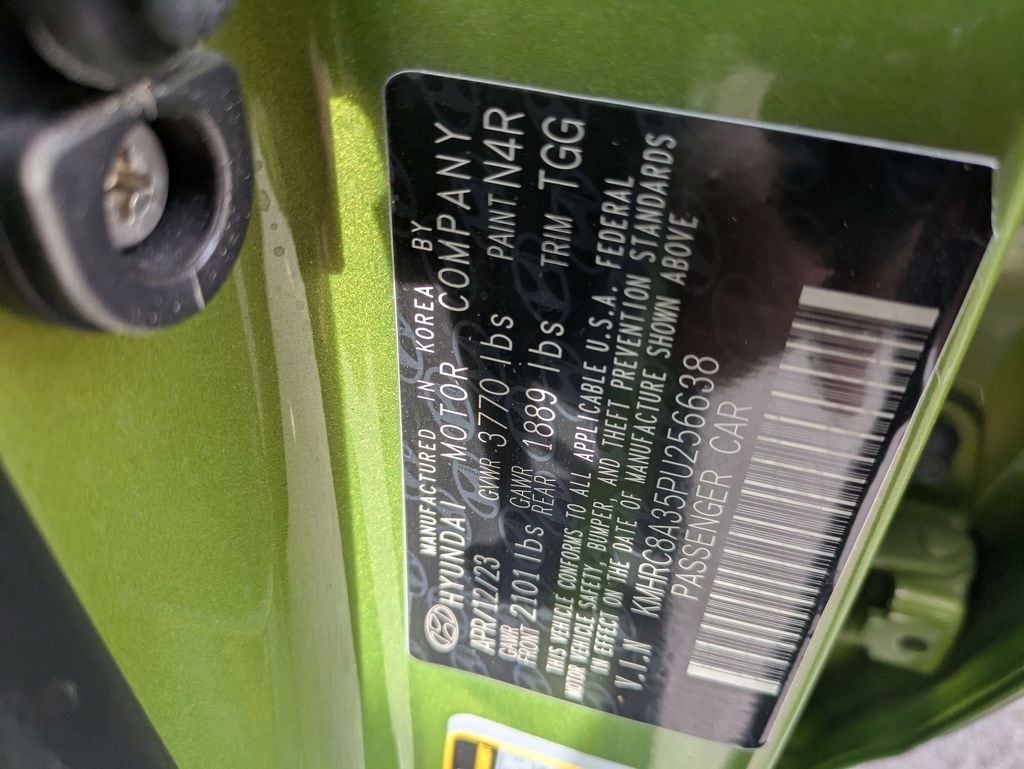 MANUFACTURED IN KOREA BY
HYUNDAI MOTOR COMPANY
APR/12/23 GVWR 3770 lbs PAINT N4R
GAWR FRONT 2101 lbs GAWR REAR 1889 lbs TRIM TGG
THIS VEHICLE CONFORMS TO ALL APPLICABLE U.S.A. FEDERAL
MOTOR VEHICLE SAFETY, BUMPER, AND THEFT PREVENTION STANDARDS
IN EFFECT ON THE DATE OF MANUFACTURE SHOWN ABOVE
V.I.N KMHRC8A35PU256638
PASSENGER CAR